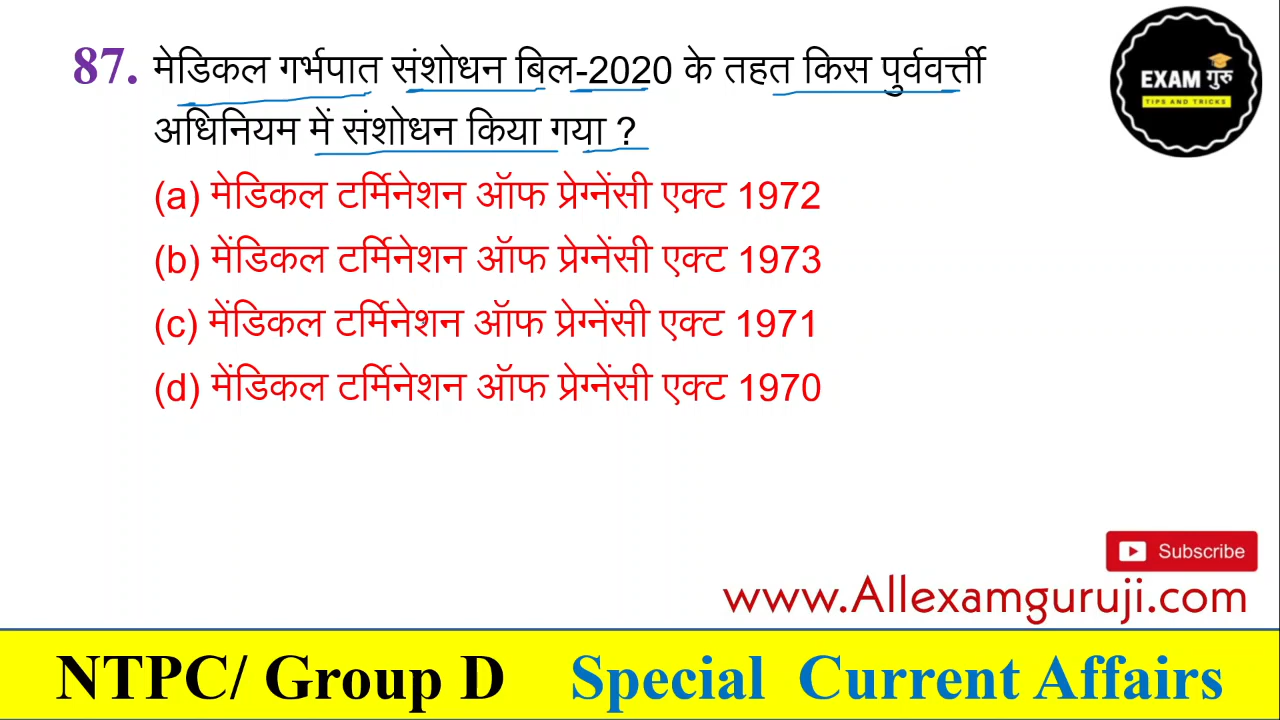 87. मेडिकल गर्भपात संशोधन बिल-2020 के तहत किस पुर्ववर्त्ती
अधिनियम में संशोधन किया गया ?
(a) मेडिकल टर्मिनेशन ऑफ प्रेग्नेंसी एक्ट 1972
(b) मेंडिकल टर्मिनेशन ऑफ प्रेग्नेंसी एक्ट 1973
(c) मेंडिकल टर्मिनेशन ऑफ प्रेग्नेंसी एक्ट 1971
(d) मेंडिकल टर्मिनेशन ऑफ प्रेग्नेंसी एक्ट 1970
EXAM गुरु
TIPS AND TRICKS
Subscribe
www.Allexamguruji.com
NTPC/ Group D Special Current Affairs